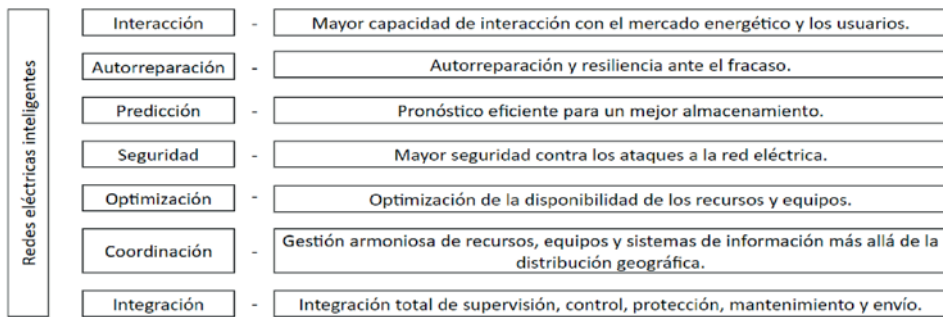 Redes eléctricas inteligentes
Interacción - Mayor capacidad de interacción con el mercado energético y los usuarios.
Autorreparación - Autorreparación y resiliencia ante el fracaso.
Predicción - Pronóstico eficiente para un mejor almacenamiento.
Seguridad - Mayor seguridad contra los ataques a la red eléctrica.
Optimización - Optimización de la disponibilidad de los recursos y equipos.
Coordinación - Gestión armoniosa de recursos, equipos y sistemas de información más allá de la
distribución geográfica.
Integración - Integración total de supervisión, control, protección, mantenimiento y envío.